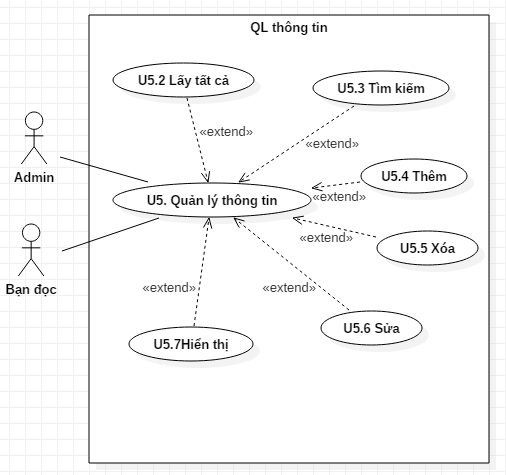 QL thông tin
U5.2 Lấy tất cả
U5.3 Tìm kiếm
«extend»
«extend»
Admin
U5.4 Thêm
«extend»
U5. Quản lý thông tin
«extend»
U5.5 Xóa
Bạn đọc
«extend»
«extend»
U5.6 Sửa
U5.7Hiển thị